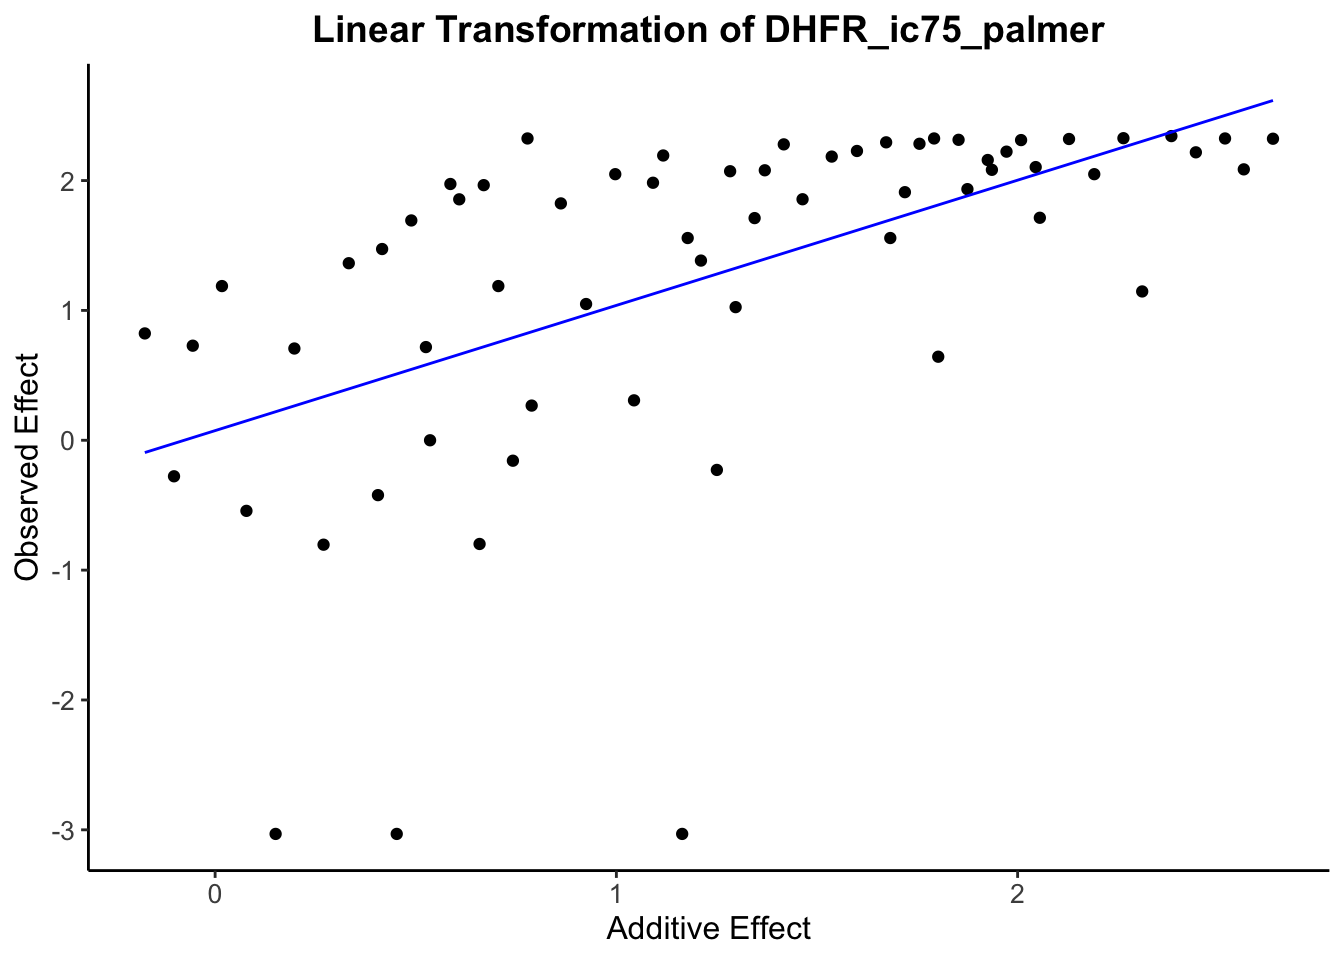 Linear Transformation of DHFR_ic75_palmer
Observed Effect
2
1
0
-1
-2
-3
0 1 2
Additive Effect